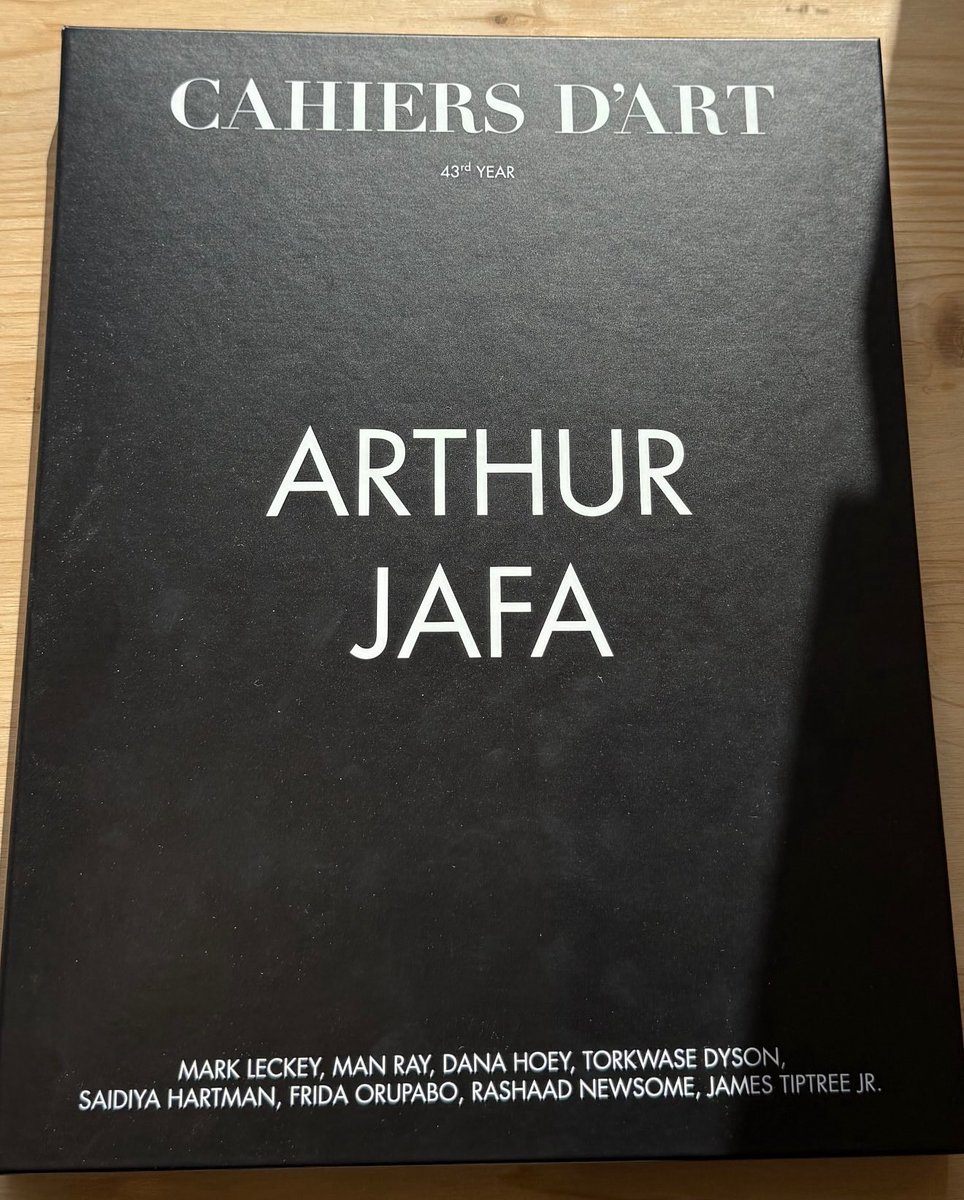 CAHIERS D'ART
43rd YEAR
ARTHUR
JAFA
MARK LECKEY, MAN RAY, DANA HOEY, TORKWASE DYSON,
SAIDIYA HARTMAN, FRIDA ORUPABO, RASHAAD NEWSOME, JAMES TIPTREE JR.